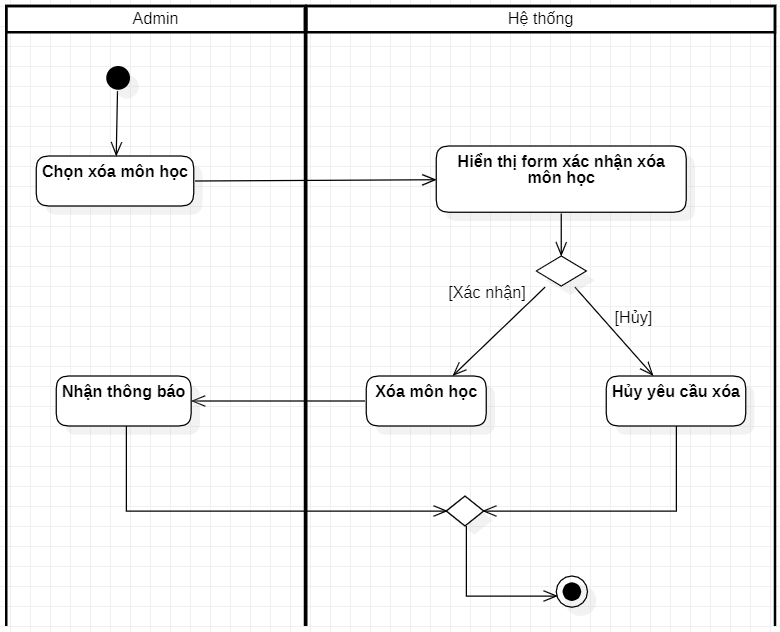 Admin
Hệ thống
Chọn xóa môn học
Hiển thị form xác nhận xóa
môn học
[Xác nhận]
[Hủy]
Nhận thông báo
Xóa môn học
Hủy yêu cầu xóa